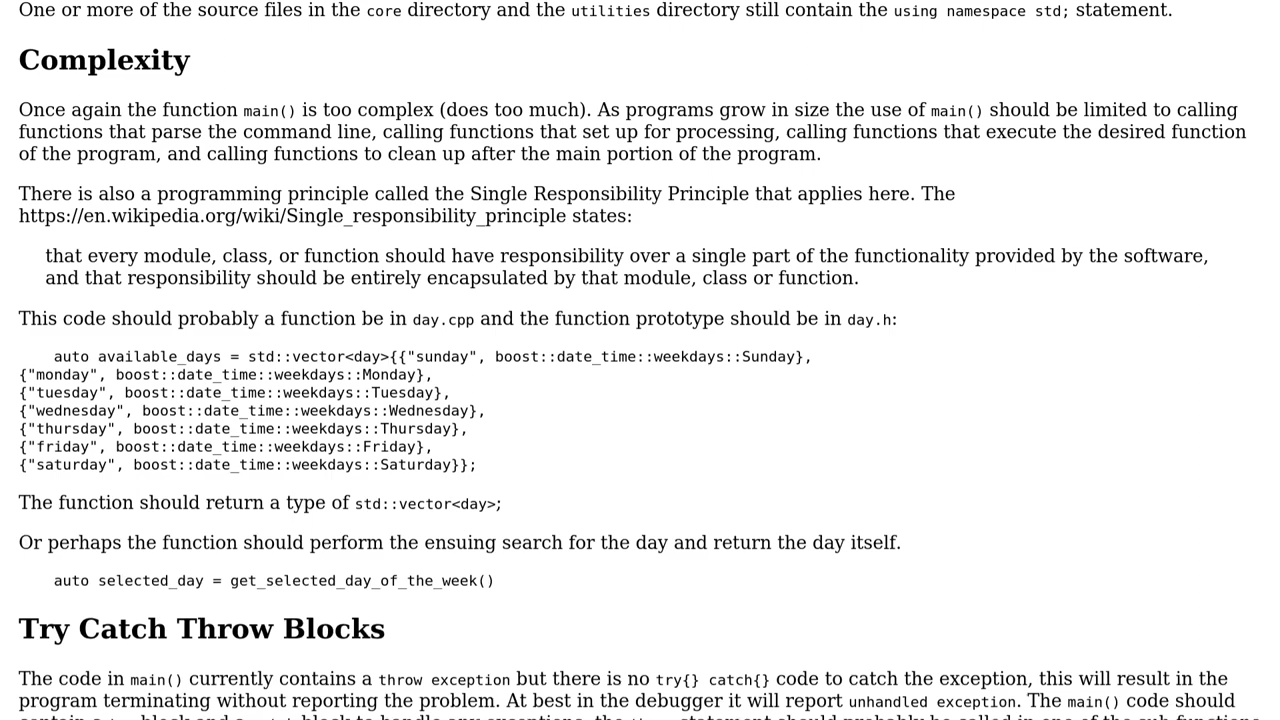 One or more of the source files in the core directory and the utilities directory still contain the using namespace std; statement.
Complexity
Once again the function main() is too complex (does too much). As programs grow in size the use of main() should be limited to calling
functions that parse the command line, calling functions that set up for processing, calling functions that execute the desired function
of the program, and calling functions to clean up after the main portion of the program.
There is also a programming principle called the Single Responsibility Principle that applies here. The
https://en.wikipedia.org/wiki/Single_responsibility_principle states:
that every module, class, or function should have responsibility over a single part of the functionality provided by the software,
and that responsibility should be entirely encapsulated by that module, class or function.
This code should probably a function be in day.cpp and the function prototype should be in day.h:
auto available_days = std::vector<day>{{"sunday", boost::date_time::weekdays::Sunday},
{"monday", boost::date_time::weekdays::Monday},
{"tuesday", boost::date_time::weekdays::Tuesday},
{"wednesday", boost::date_time::weekdays::Wednesday},
{"thursday", boost::date_time::weekdays::Thursday},
{"friday", boost::date_time::weekdays::Friday},
{"saturday", boost::date_time::weekdays::Saturday}};
The function should return a type of std::vector<day>;
Or perhaps the function should perform the ensuing search for the day and return the day itself.
auto selected_day = get_selected_day_of_the_week()
Try Catch Throw Blocks
The code in main() currently contains a throw exception but there is no try{} catch{} code to catch the exception, this will result in the
program terminating without reporting the problem. At best in the debugger it will report unhandled exception. The main() code should